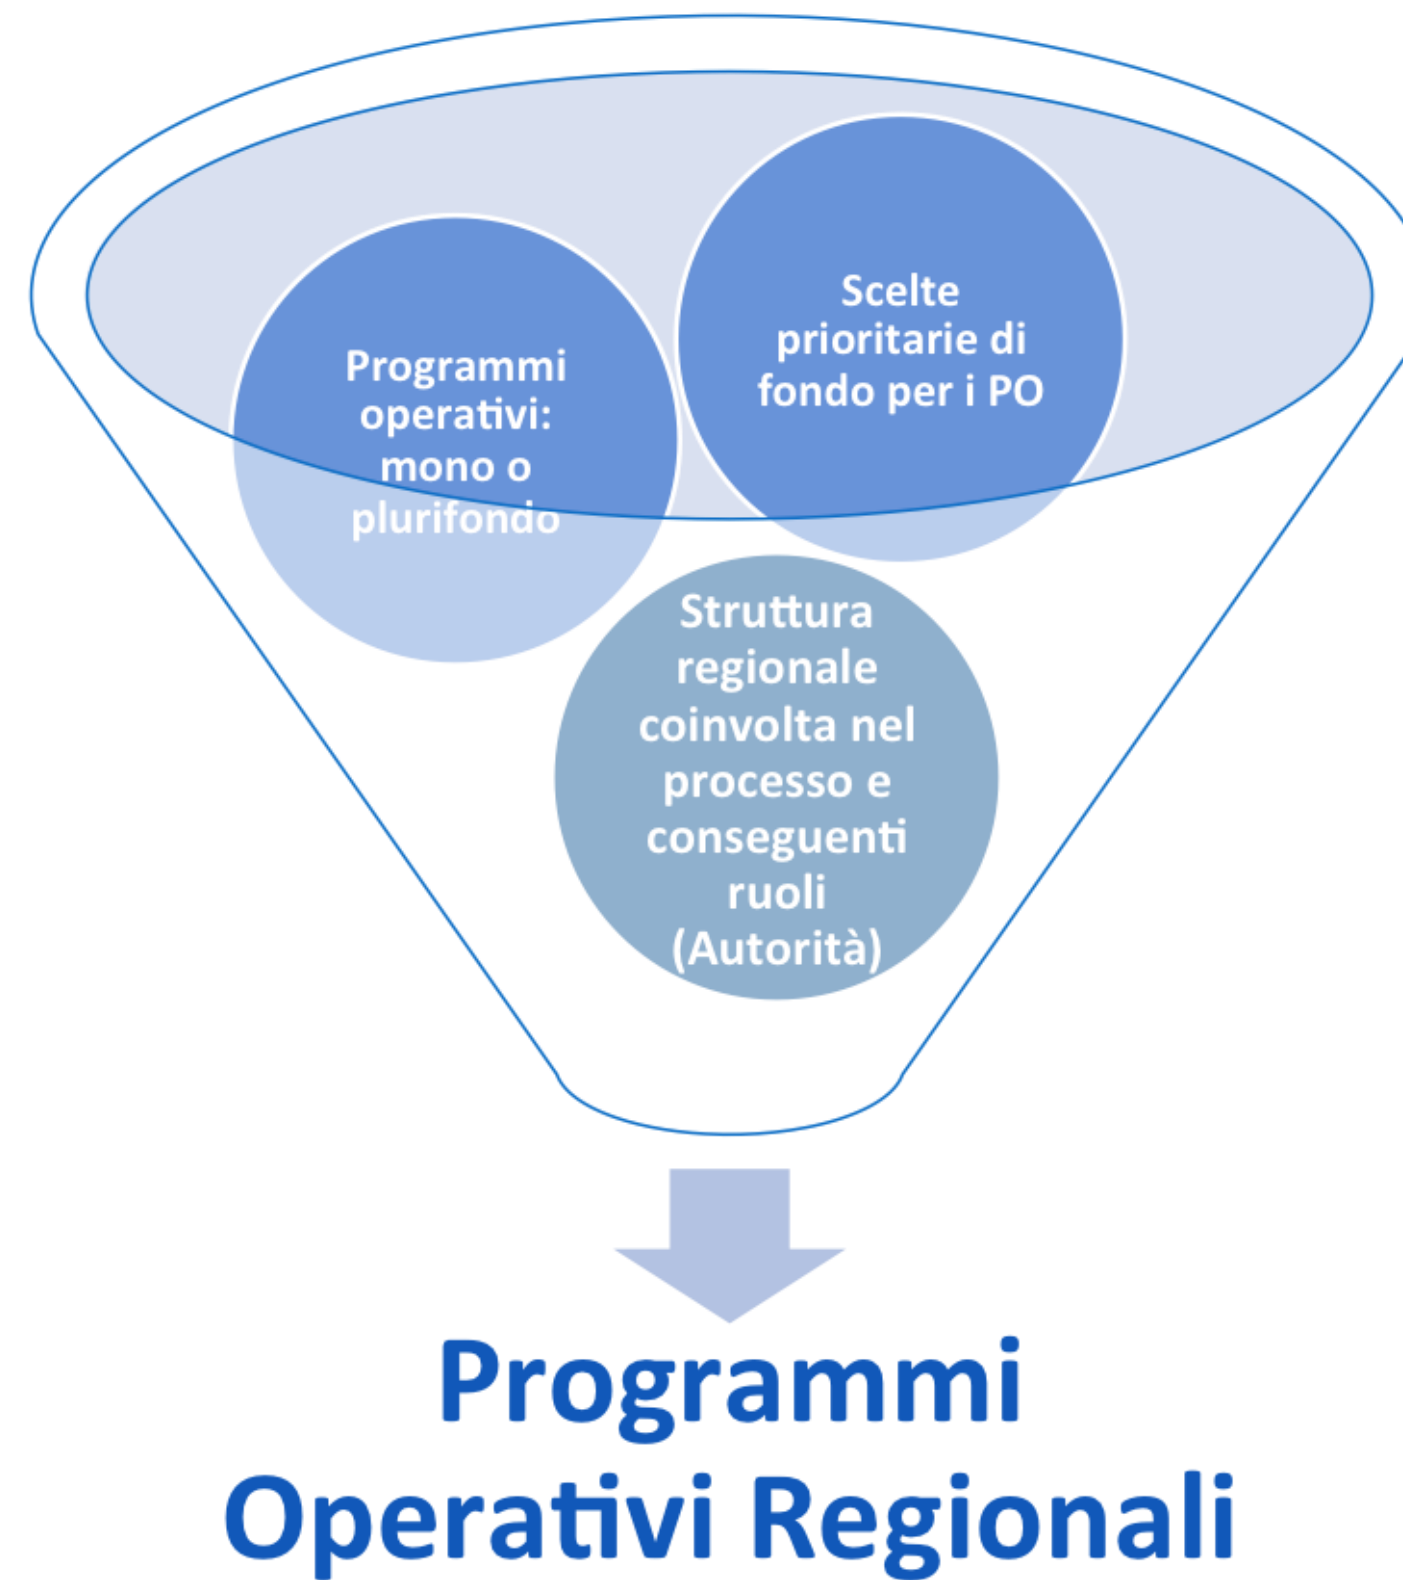 Programmi
operativi:
mono o
plurifondo
Scelte
prioritarie di
fondo per i PO
Struttura
regionale
coinvolta nel
processo e
conseguenti
ruoli
(Autorità)
Programmi
Operativi Regionali